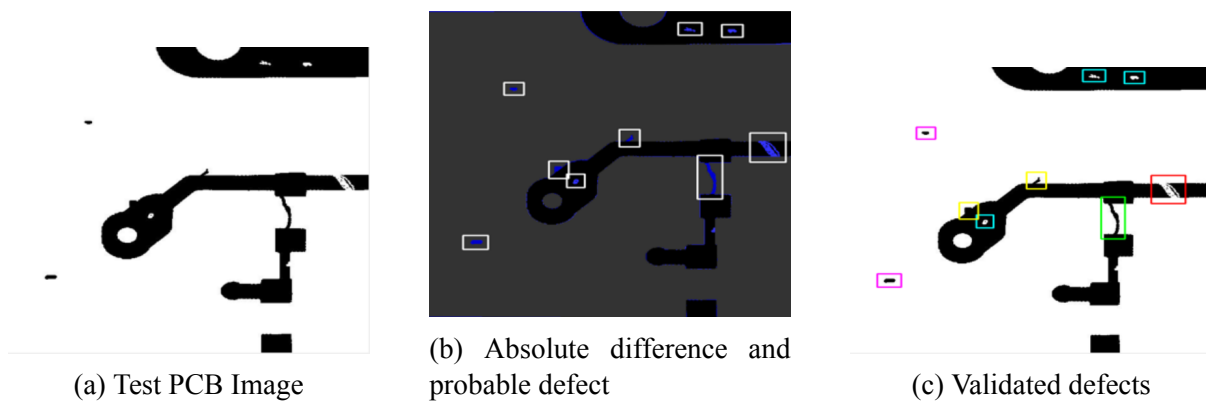 (a) Test PCB Image
(b) Absolute difference and
probable defect
(c) Validated defects